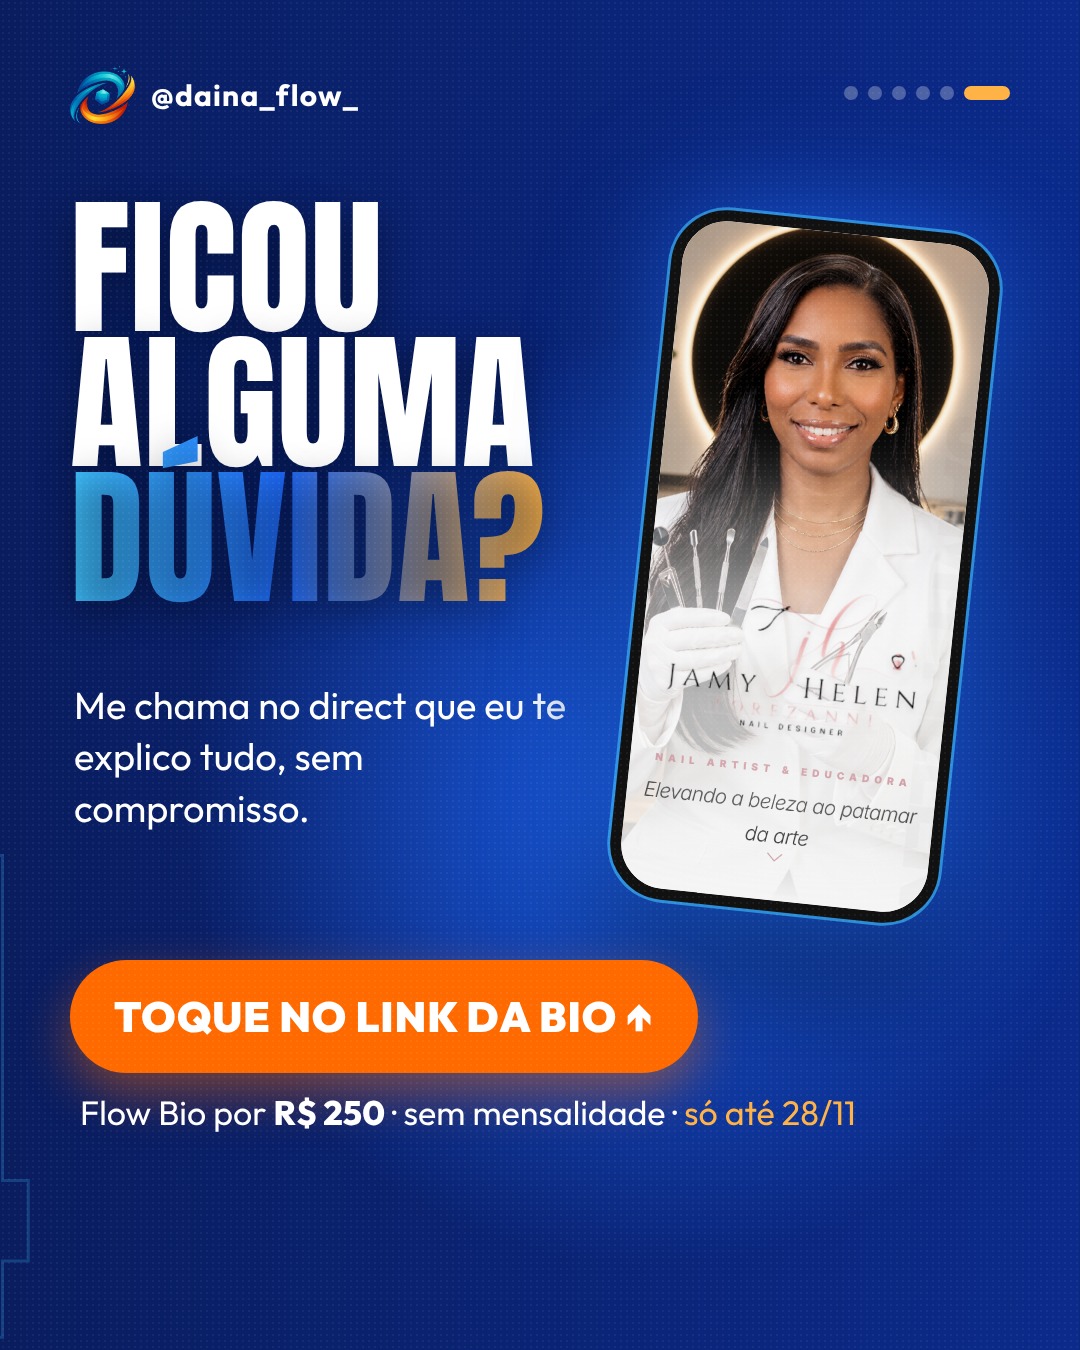 @daina_flow_
FICOU
ALGUMA
DÚVIDA?
Me chama no direct que eu te
explico tudo, sem
compromisso.
jh
JAMY HELEN
NAIL DESIGNER
NAIL ARTIST & EDUCADORA
Elevando a beleza ao patamar
da arte
TOQUE NO LINK DA BIO ↑
Flow Bio por R$ 250 · sem mensalidade · só até 28/11